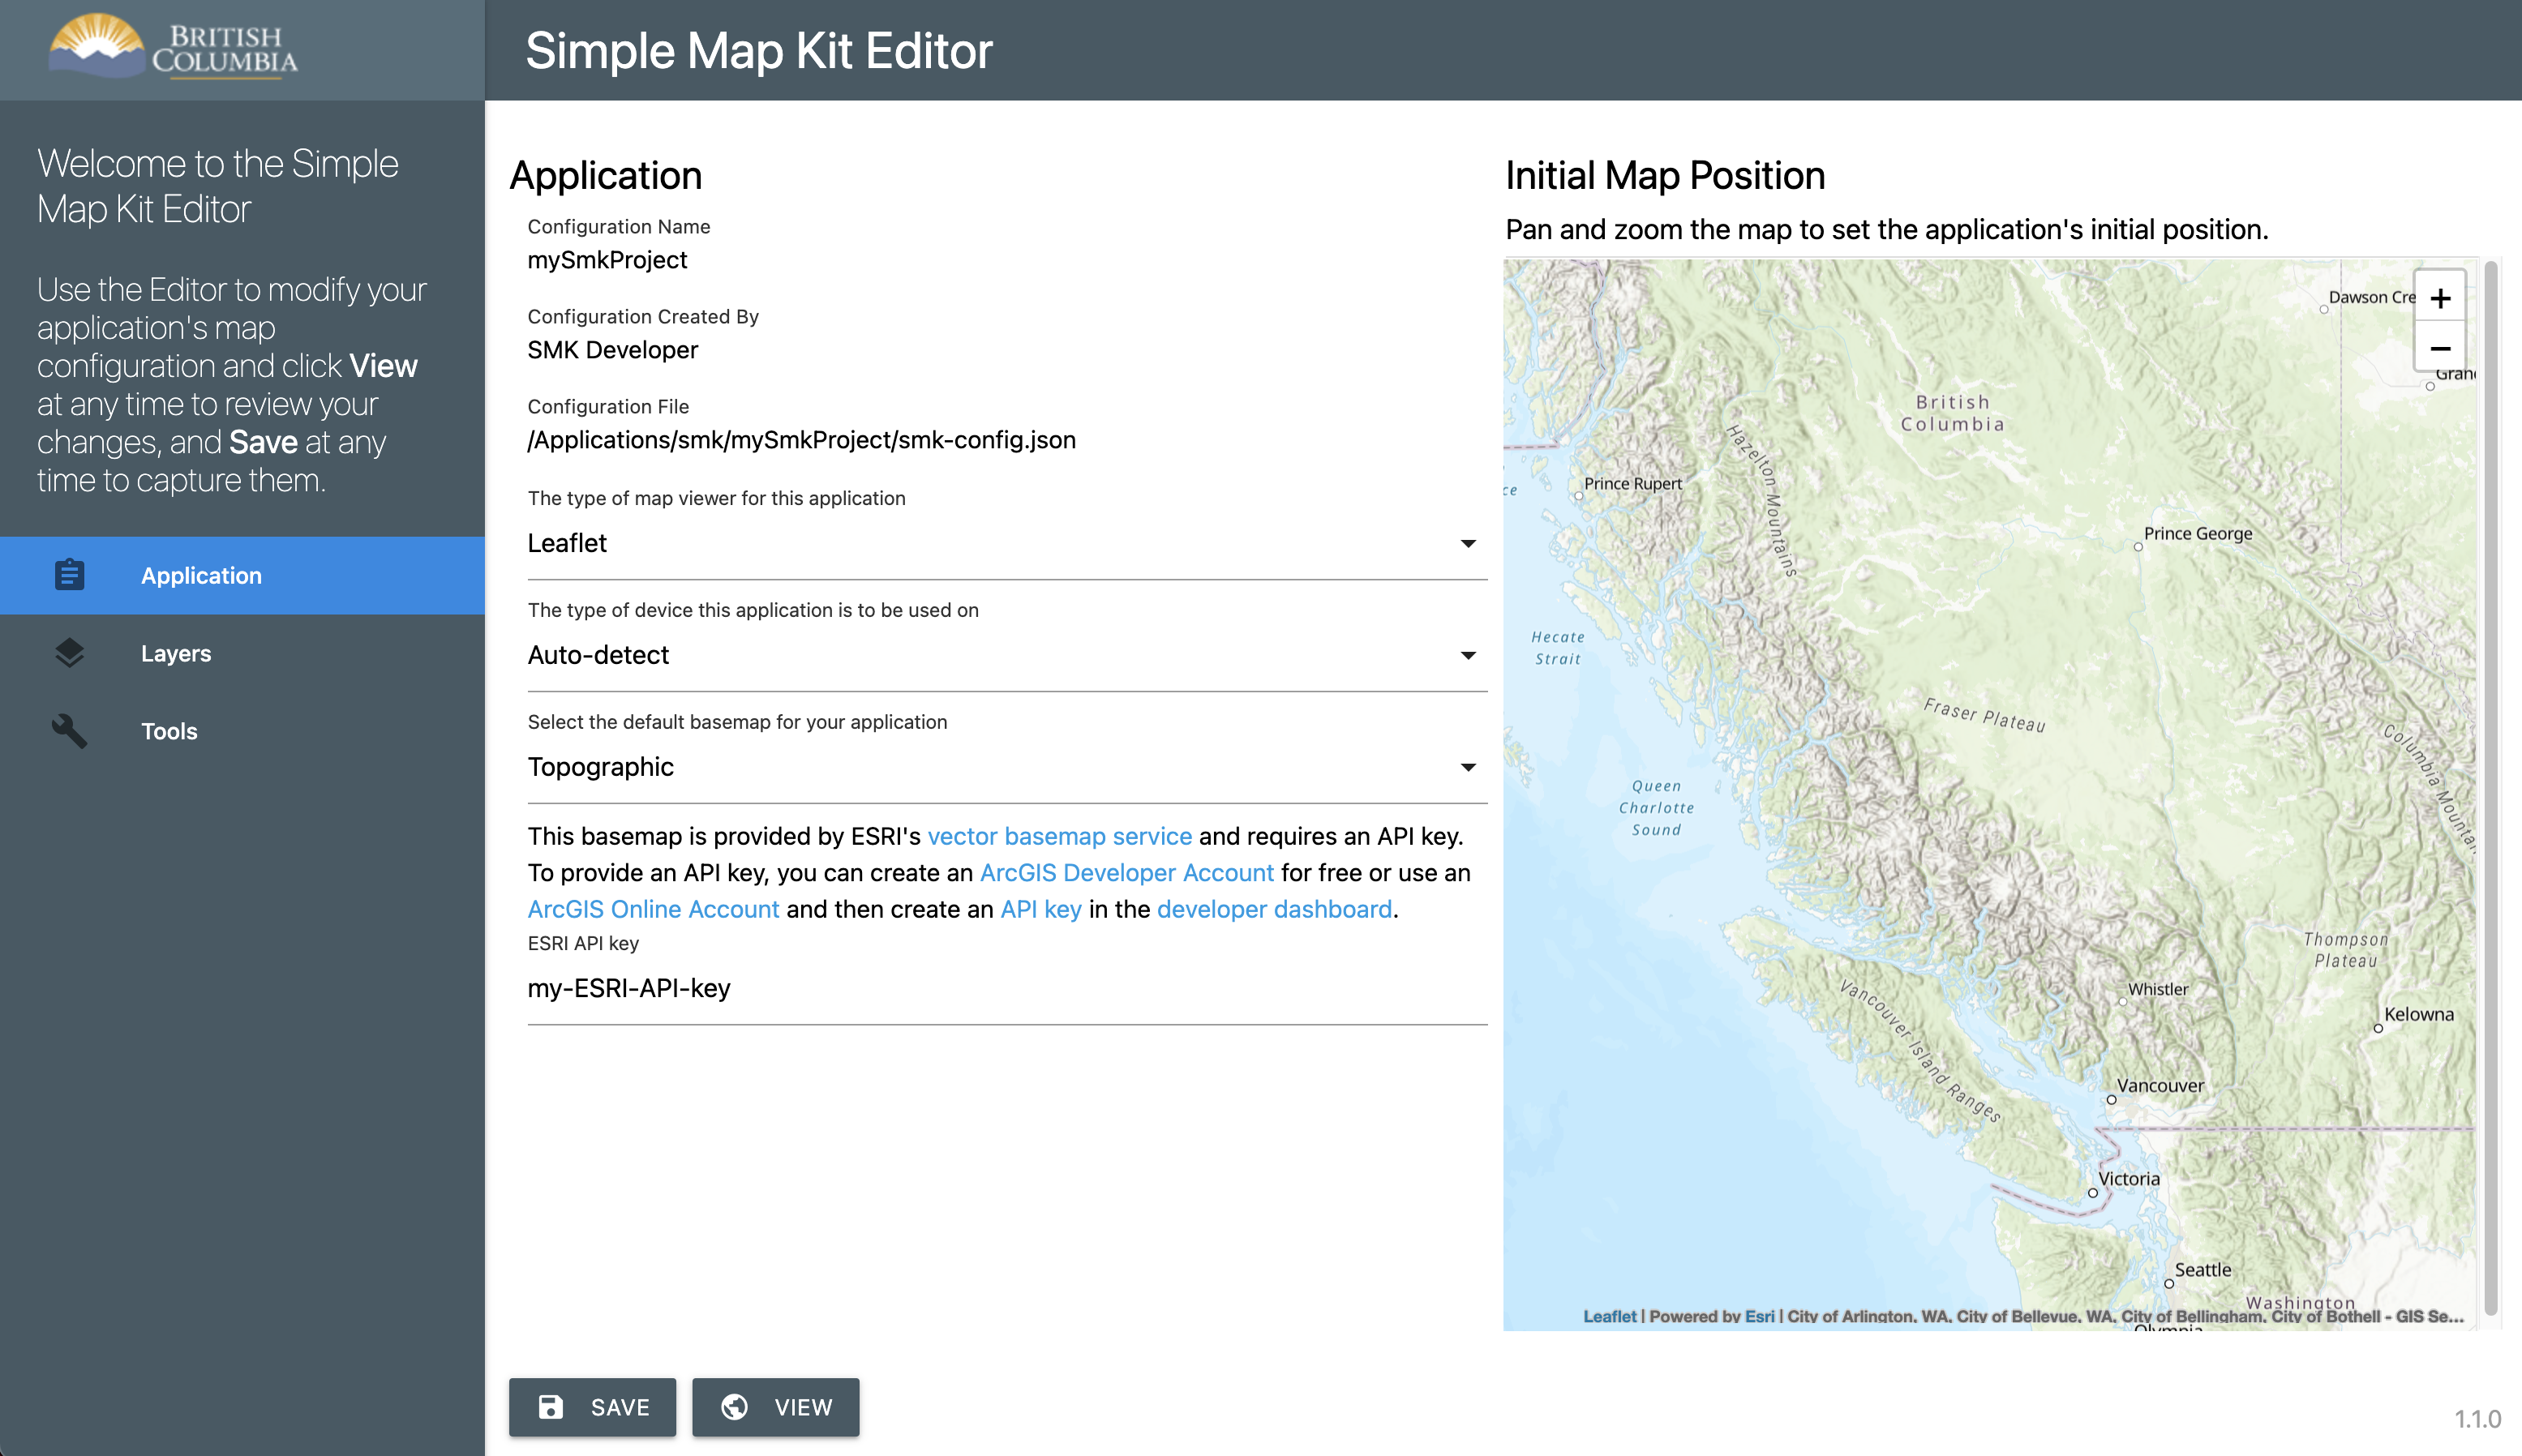 BRITISH
COLUMBIA
Simple Map Kit Editor
Welcome to the Simple
Map Kit Editor
Use the Editor to modify your
application's map
configuration and click View
at any time to review your
changes, and Save at any
time to capture them.
Application
Layers
Tools
Application
Configuration Name
mySmkProject
Configuration Created By
SMK Developer
Configuration File
/Applications/smk/mySmkProject/smk-config.json
The type of map viewer for this application
Leaflet
The type of device this application is to be used on
Auto-detect
Select the default basemap for your application
Topographic
This basemap is provided by ESRI's vector basemap service and requires an API key.
To provide an API key, you can create an ArcGIS Developer Account for free or use an
ArcGIS Online Account and then create an API key in the developer dashboard.
ESRI API key
my-ESRI-API-key
SAVE
VIEW
Initial Map Position
Pan and zoom the map to set the application's initial position.
Dawson Cre
+
−
Gran
British
Columbia
Hazelton Mountains
Prince Rupert
ce
Prince George
Hecate
Strait
Fraser Plateau
Columbia Mountai
Queen
Charlotte
Sound
Thompson
Plateau
Whistler
Vancouver Island Ranges
Kelowna
Vancouver
Victoria
Seattle
Washington
Leaflet | Powered by Esri | City of Arlington, WA, City of Bellevue, WA, City of Bellingham, City of Bothell - GIS Se...
Olympia
1.1.0